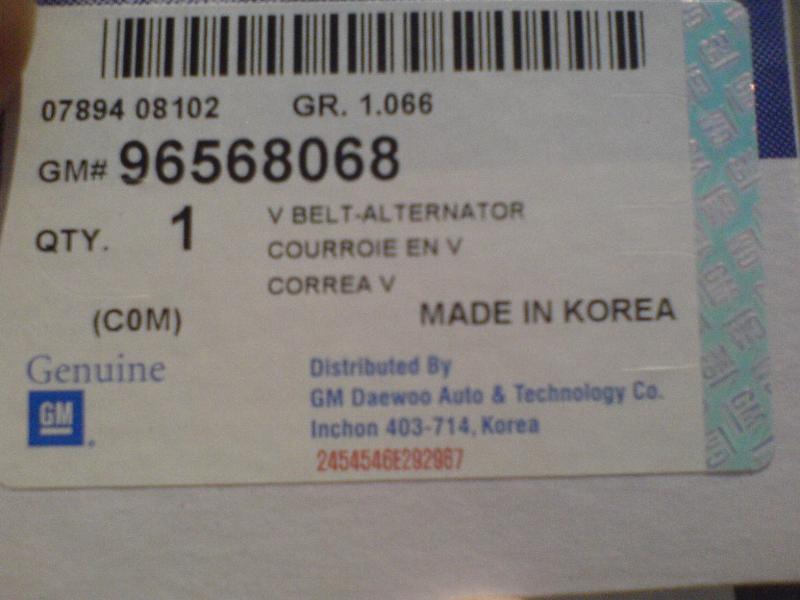 07894 08102 GR. 1.066
GM# 96568068
QTY. 1 V BELT-ALTERNATOR
COURROIE EN V
CORREA V
(C0M) MADE IN KOREA
Genuine
GM
Distributed By
GM Daewoo Auto & Technology Co.
Inchon 403-714, Korea
2454546E292967